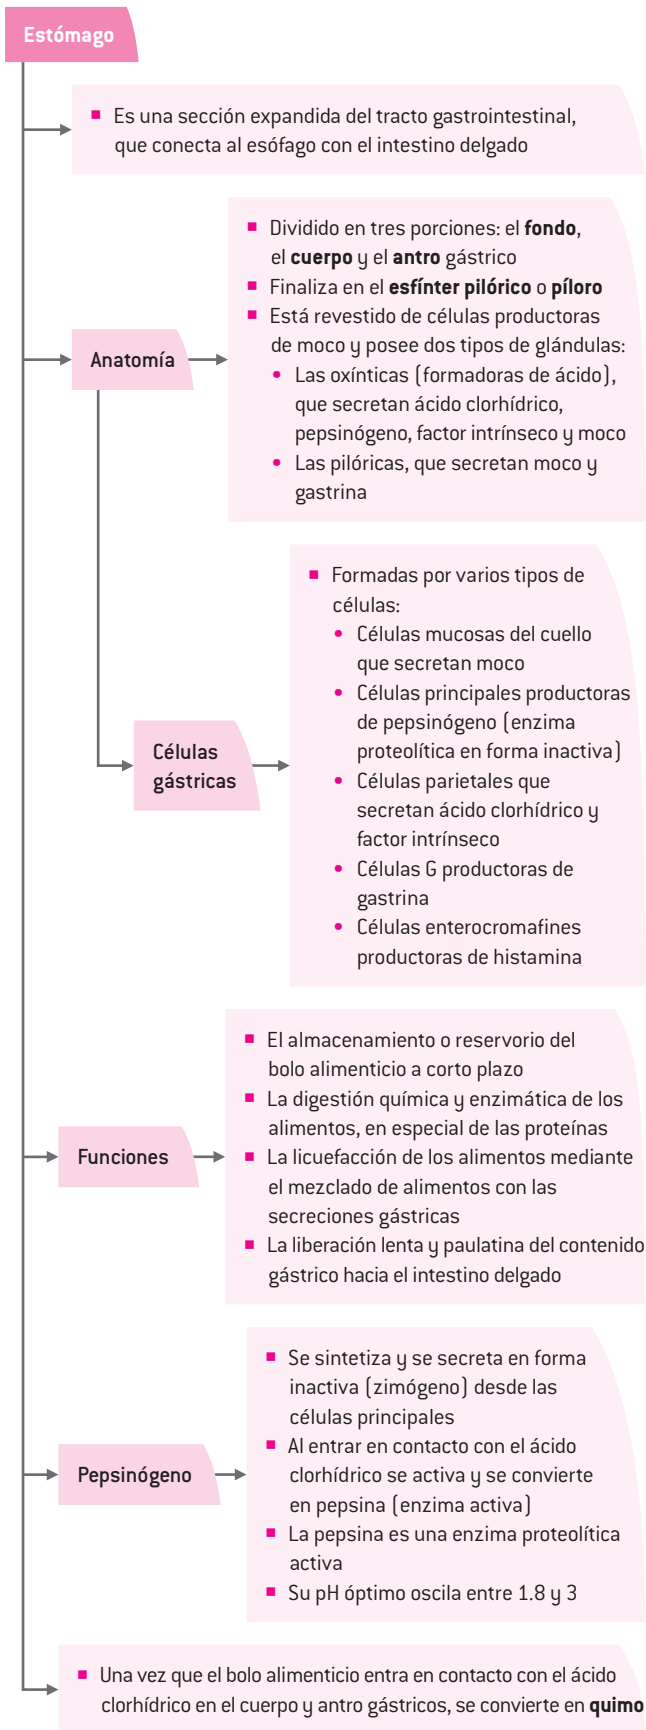 Estómago
Es una sección expandida del tracto gastrointestinal,
que conecta al esófago con el intestino delgado
Anatomía
Dividido en tres porciones: el fondo,
el cuerpo y el antro gástrico
Finaliza en el esfínter pilórico o píloro
Está revestido de células productoras
de moco y posee dos tipos de glándulas:
Las oxínticas (formadoras de ácido),
que secretan ácido clorhídrico,
pepsinógeno, factor intrínseco y moco
Las pilóricas, que secretan moco y
gastrina
Células
gástricas
Formadas por varios tipos de
células:
Células mucosas del cuello
que secretan moco
Células principales productoras
de pepsinógeno (enzima
proteolítica en forma inactiva)
Células parietales que
secretan ácido clorhídrico y
factor intrínseco
Células G productoras de
gastrina
Células enterocromafines
productoras de histamina
Funciones
El almacenamiento o reservorio del
bolo alimenticio a corto plazo
La digestión química y enzimática de los
alimentos, en especial de las proteínas
La licuefacción de los alimentos mediante
el mezclado de alimentos con las
secreciones gástricas
La liberación lenta y paulatina del contenido
gástrico hacia el intestino delgado
Pepsinógeno
Se sintetiza y se secreta en forma
inactiva (zimógeno) desde las
células principales
Al entrar en contacto con el ácido
clorhídrico se activa y se convierte
en pepsina (enzima activa)
La pepsina es una enzima proteolítica
activa
Su pH óptimo oscila entre 1.8 y 3
Una vez que el bolo alimenticio entra en contacto con el ácido
clorhídrico en el cuerpo y antro gástricos, se convierte en quimo